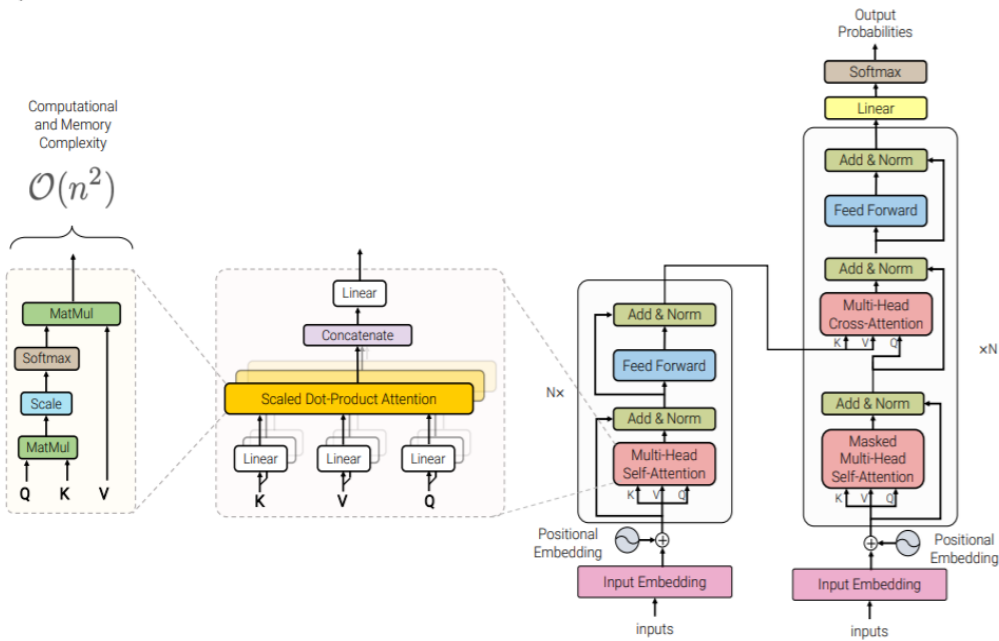 Computational
and Memory
Complexity
O(n²)
MatMul
Softmax
Scale
MatMul
Q K V
Linear
Concatenate
Scaled Dot-Product Attention
Linear Linear Linear
K V Q
Add & Norm
Feed Forward
N×
Add & Norm
Multi-Head
Self-Attention
K V Q
Positional
Embedding
Input Embedding
inputs
Output
Probabilities
Softmax
Linear
Add & Norm
Feed Forward
Add & Norm
Multi-Head
Cross-Attention
K V Q
×N
Add & Norm
Masked
Multi-Head
Self-Attention
K V Q
Positional
Embedding
Input Embedding
inputs